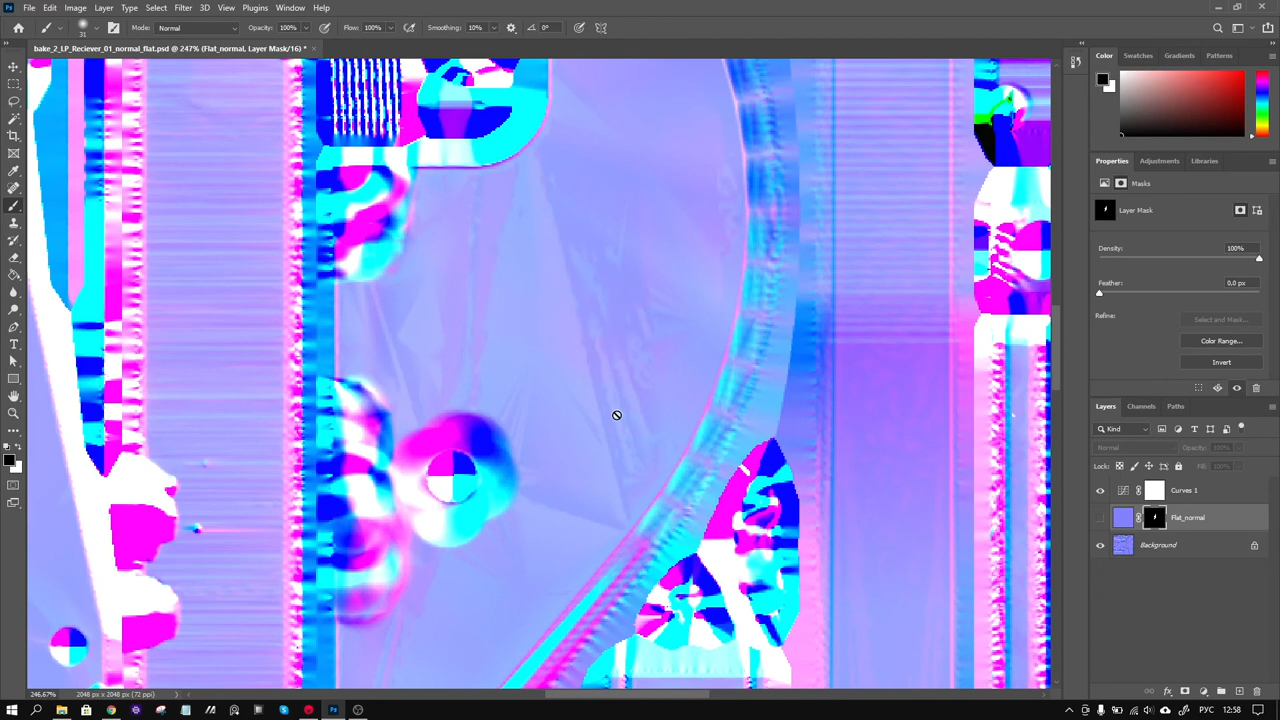 File Edit Image Layer Type Select Filter 3D View Plugins Window Help
31 Mode: Normal Opacity: 100% Flow: 100% Smoothing: 10% 0°
bake_2_LP_Reciever_01_normal_flat.psd @ 247% (Flat_normal, Layer Mask/16) * ×
Color Swatches Gradients Patterns
Properties Adjustments Libraries
Masks
Layer Mask
Density: 100%
Feather: 0,0 px
Refine: Select and Mask...
Color Range...
Invert
Layers Channels Paths
Kind
Normal Opacity: 100%
Lock: Fill: 100%
Curves 1
Flat_normal
Background
246,67% 2048 px x 2048 px (72 ppi)
РУС 12:58